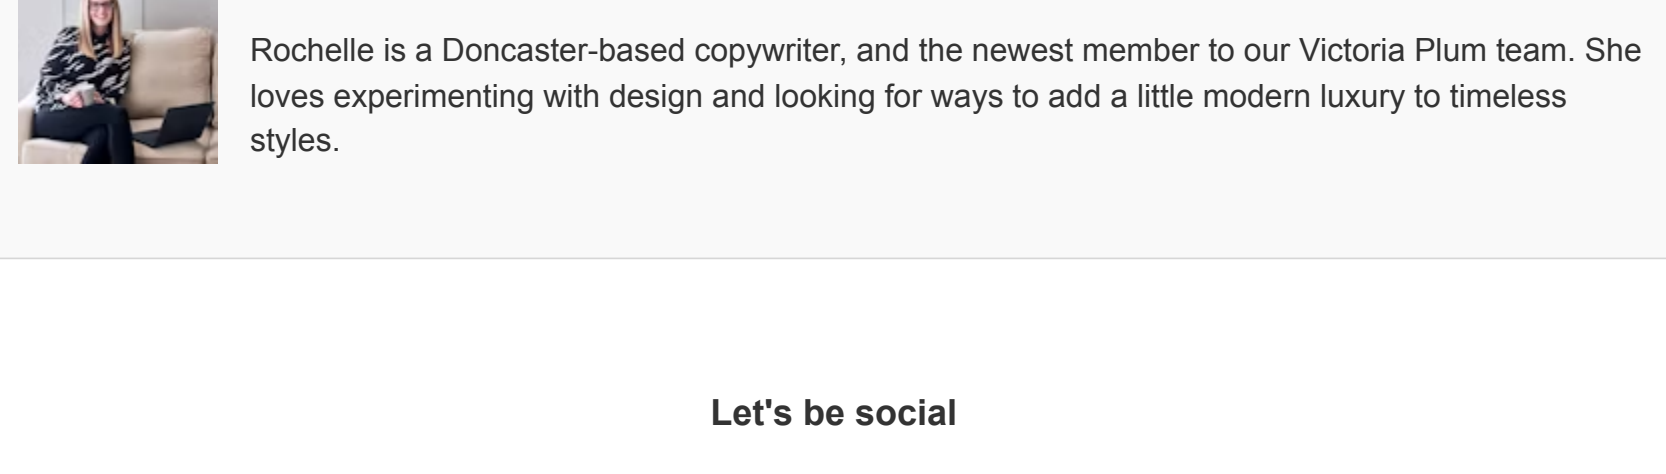 Rochelle is a Doncaster-based copywriter, and the newest member to our Victoria Plum team. She
loves experimenting with design and looking for ways to add a little modern luxury to timeless
styles.
Let's be social